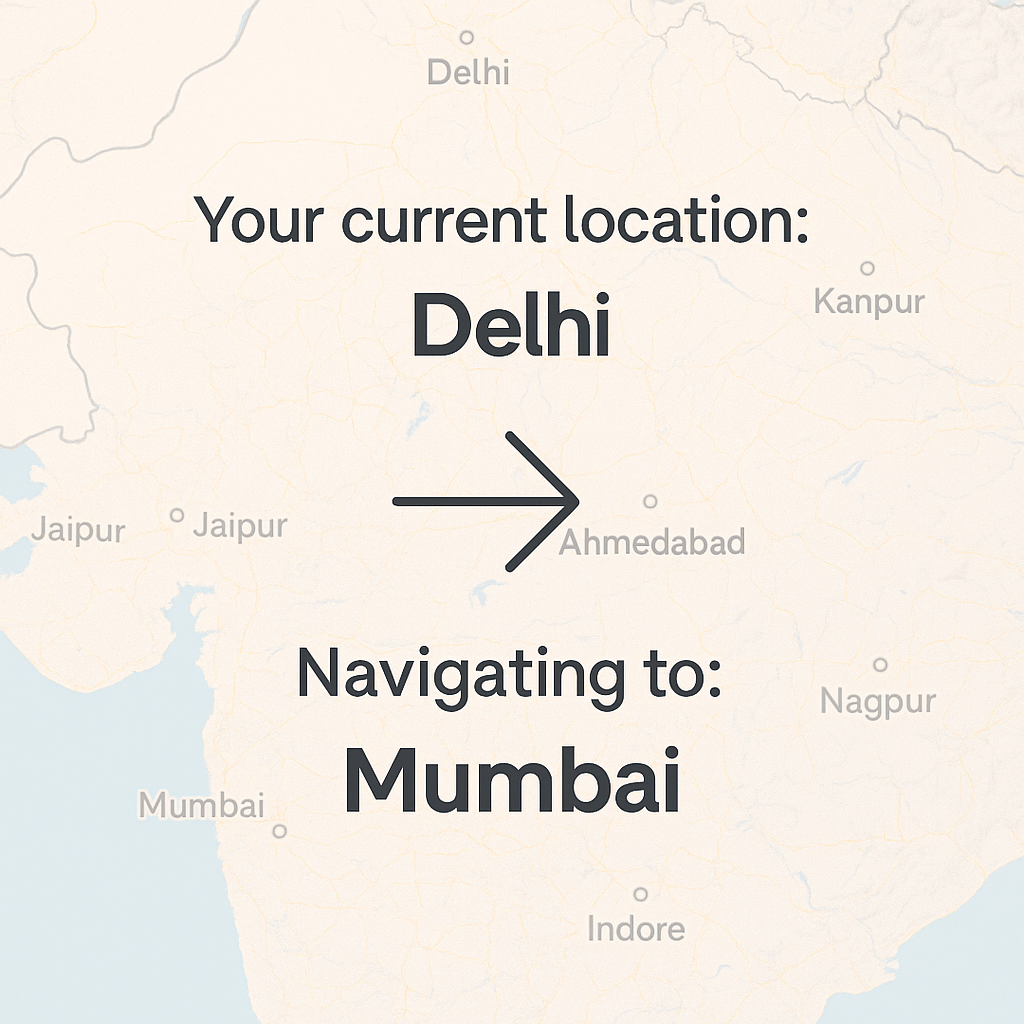 Delhi
Your current location:
Kanpur
Delhi
Jaipur
Jaipur
Ahmedabad
Navigating to:
Nagpur
Mumbai
Mumbai
Indore